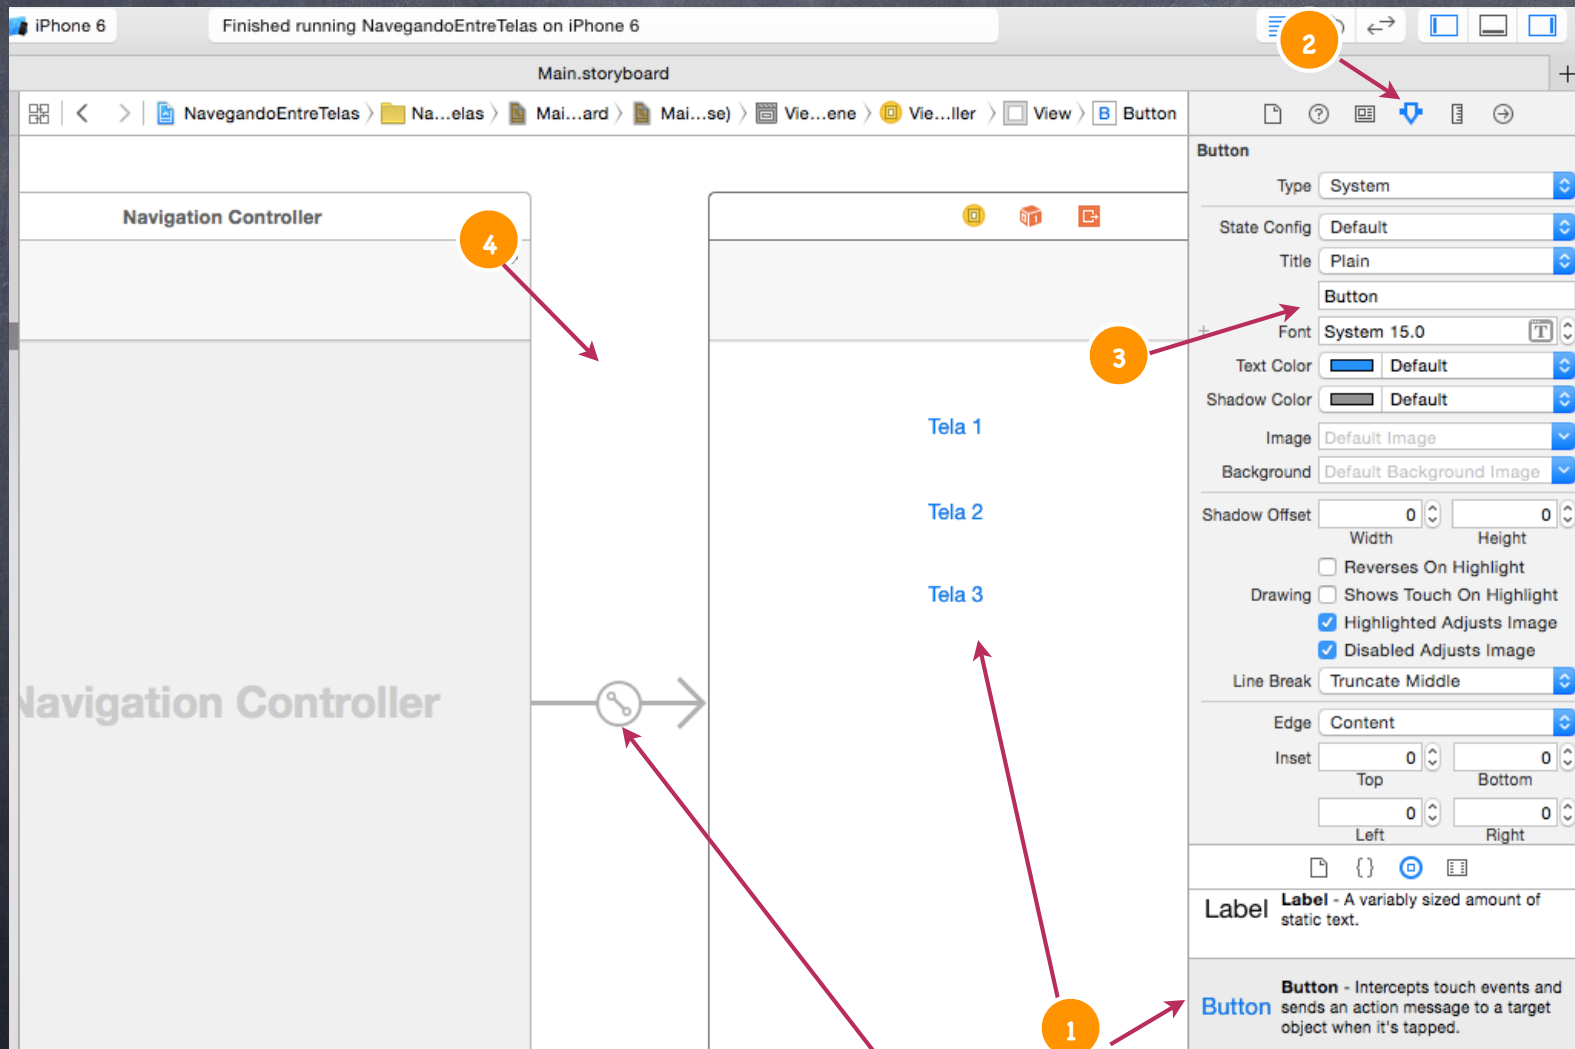 iPhone 6
Finished running NavegandoEntreTelas on iPhone 6
2
Main.storyboard
NavegandoEntreTelas
Na...elas
Mai...ard
Mai...se)
Vie...ene
Vie...ller
View
B Button
Button
Type System
State Config Default
Title Plain
Button
Font System 15.0 T
Text Color Default
Shadow Color Default
Image Default Image
Background Default Background Image
Shadow Offset 0 0
Width Height
Reverses On Highlight
Drawing Shows Touch On Highlight
Highlighted Adjusts Image
Disabled Adjusts Image
Line Break Truncate Middle
Edge Content
Inset 0 0
Top Bottom
0 0
Left Right
{}
Label Label - A variably sized amount of
static text.
Button Button - Intercepts touch events and
sends an action message to a target
object when it's tapped.
Navigation Controller
4
3
Tela 1
Tela 2
Tela 3
Navigation Controller
1